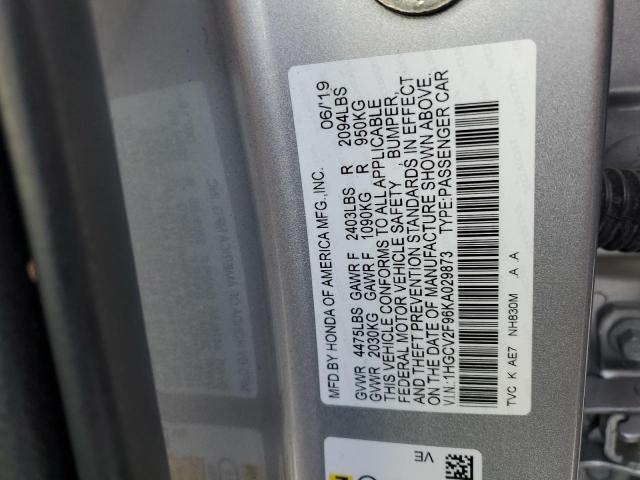 MFD.BY HONDA OF AMERICA MFG.,INC. 06/19
GVWR 4475LBS GAWR F 2403LBS R 2094LBS
GVWR 2030KG GAWR F 1090KG R 950KG
THIS VEHICLE CONFORMS TO ALL APPLICABLE
FEDERAL MOTOR VEHICLE SAFETY , BUMPER,
AND THEFT PREVENTION STANDARDS IN EFFECT
ON THE DATE OF MANUFACTURE SHOWN ABOVE.
V.I.N.:1HGCV2F96KA029873 TYPE:PASSENGER CAR
TVC K AE7 NH830M A .A
VE